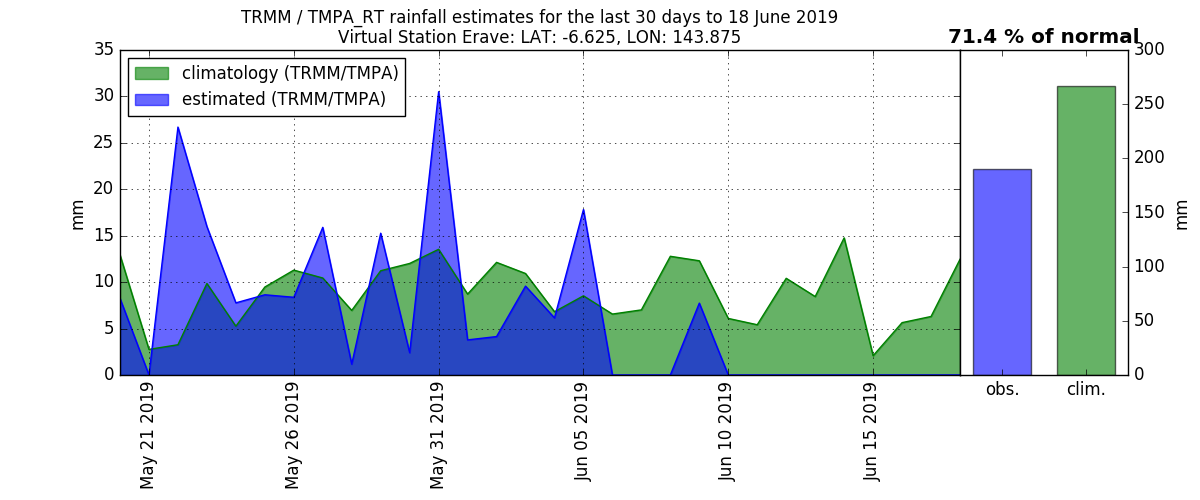 TRMM / TMPA_RT rainfall estimates for the last 30 days to 18 June 2019
Virtual Station Erave: LAT: -6.625, LON: 143.875
71.4 % of normal
climatology (TRMM/TMPA)
estimated (TRMM/TMPA)
35
30
25
20
15
10
5
0
mm
May 21 2019
May 26 2019
May 31 2019
Jun 05 2019
Jun 10 2019
Jun 15 2019
obs.
clim.
300
250
200
150
100
50
0
mm